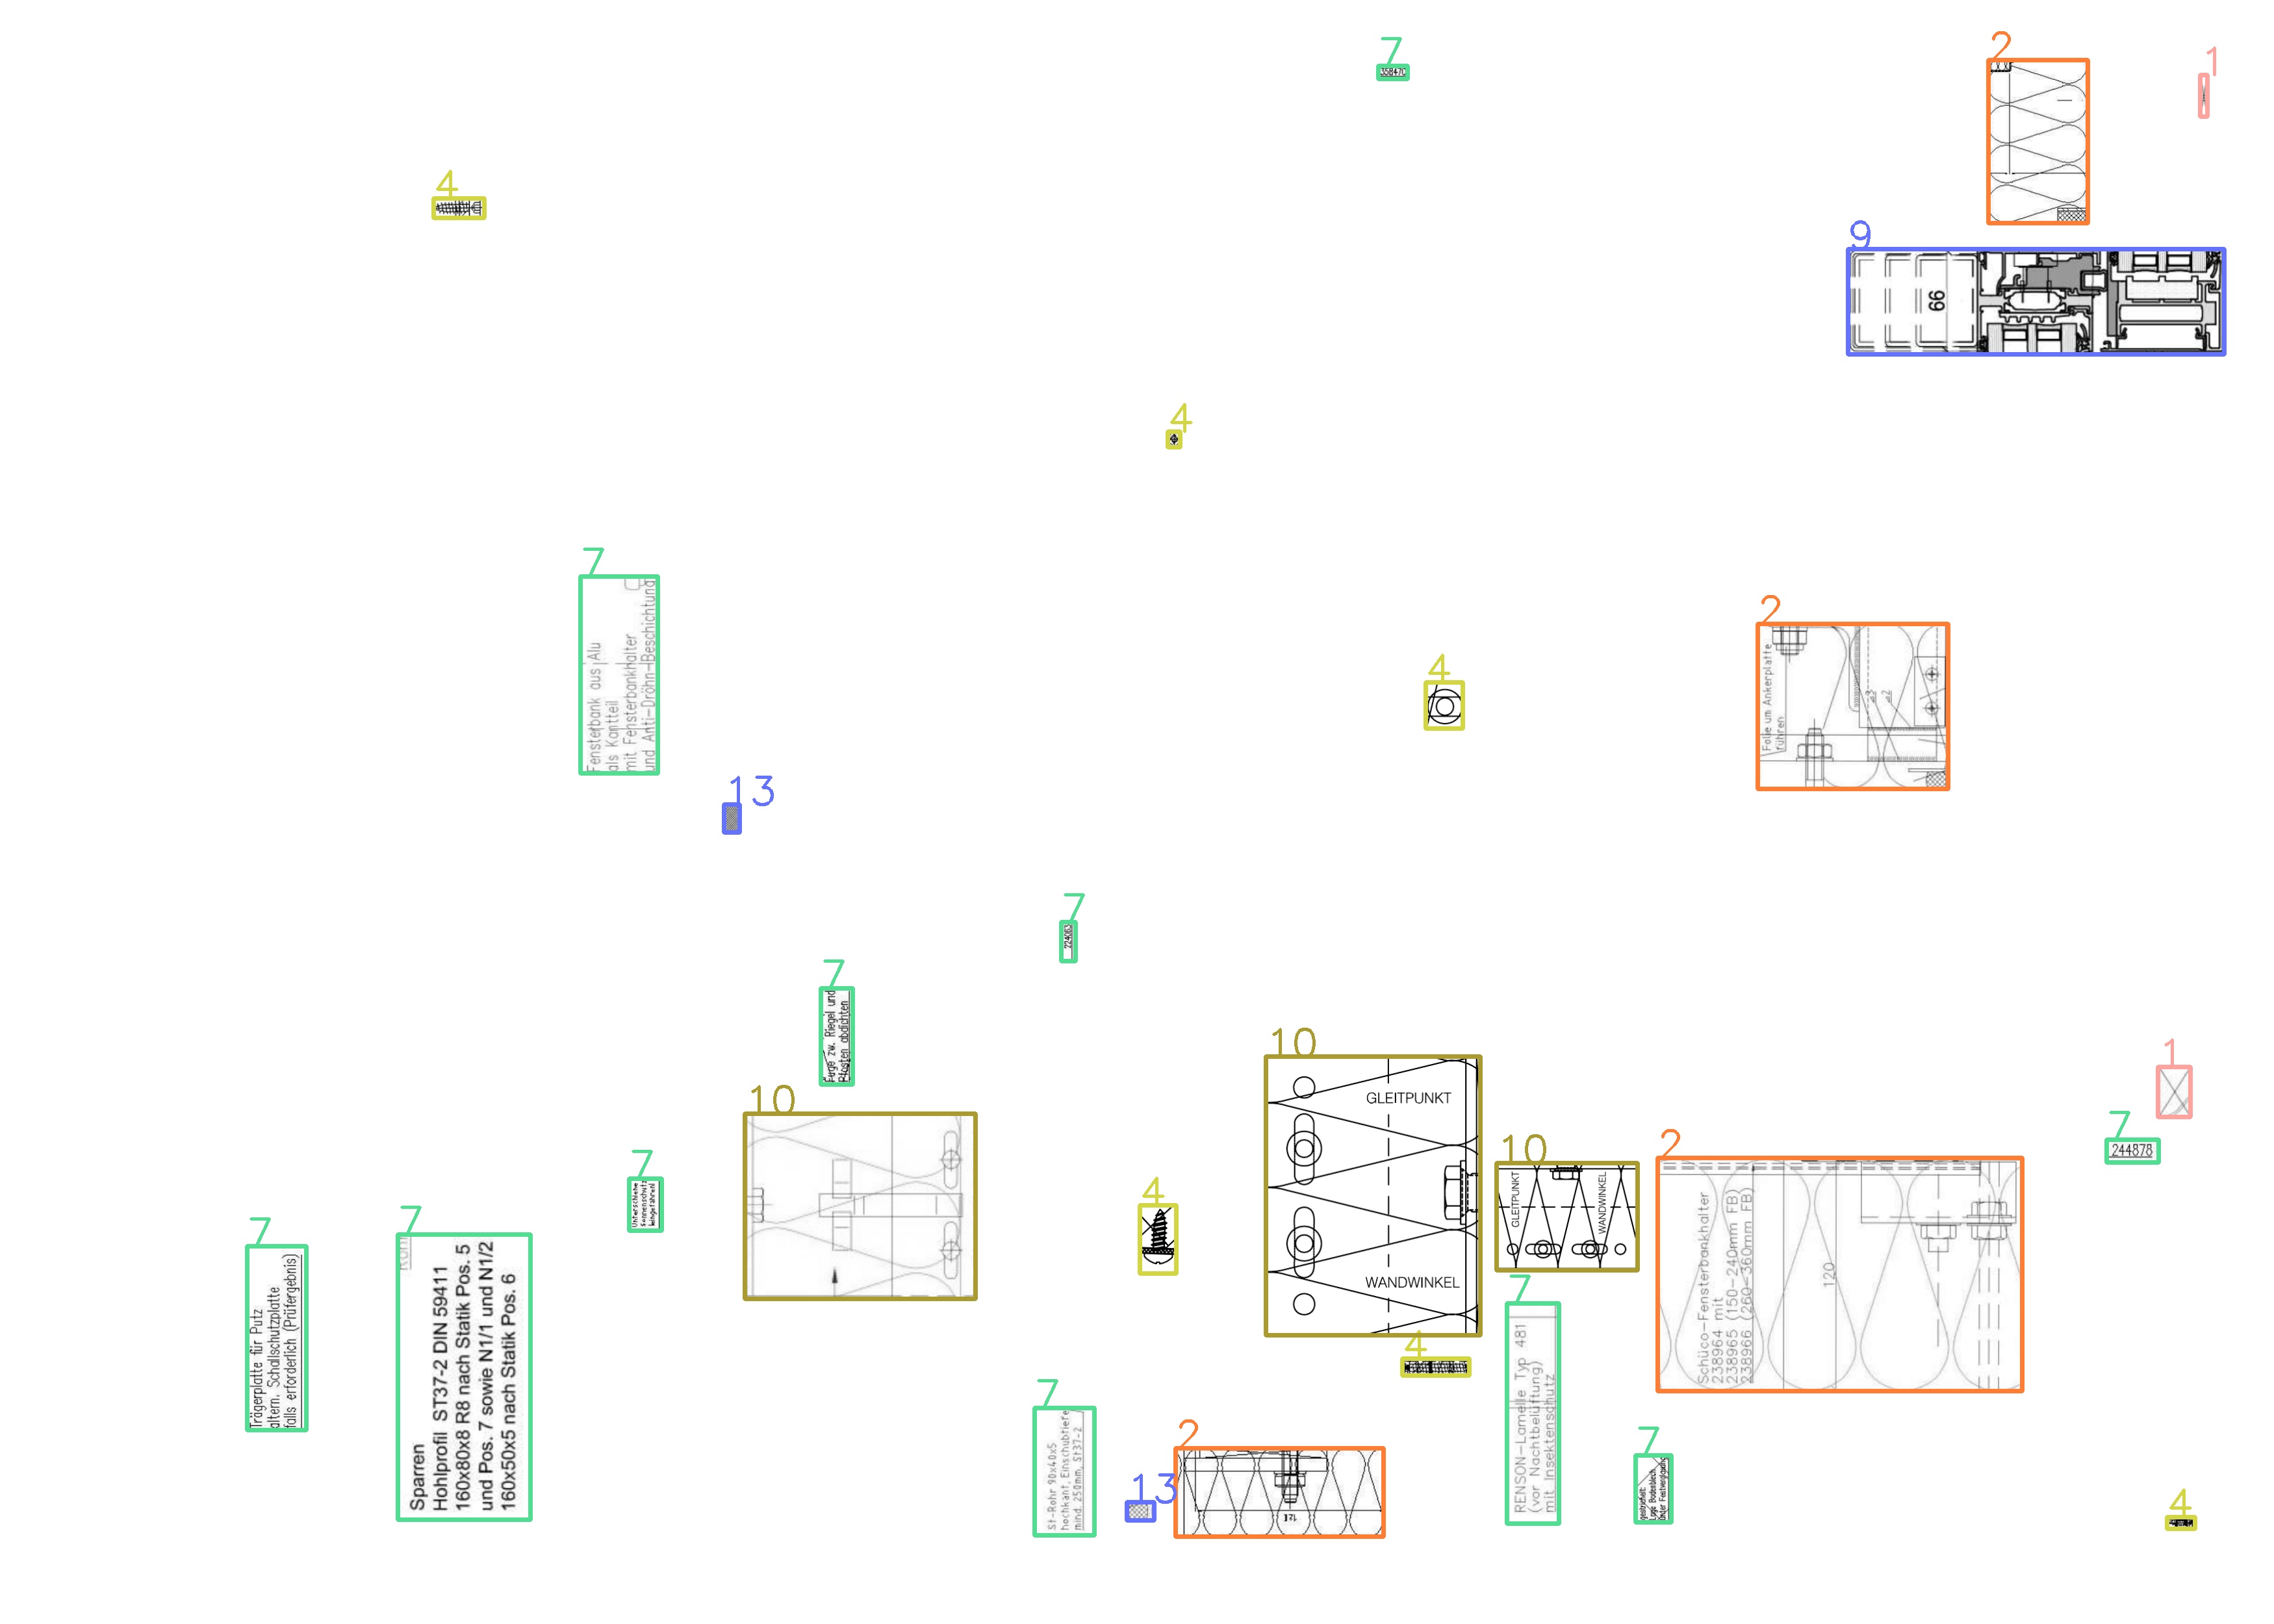 7
358470
2
1
4
9
66
4
7
Fensterbank aus Alu
als Kantteil
mit Fensterbankhalter
und Anti-Dröhn-Beschichtung
4
2
Folie um Ankerplatte
führen
13
7
224063
7
Fuge zw. Riegel und
Pfosten abdichten
10
10
GLEITPUNKT
WANDWINKEL
10
GLEITPUNKT
WANDWINKEL
1
7
244878
2
Schüco-Fensterbankhalter
238964 mit
238965 (150-240mm FB)
238966 (260-360mm FB)
120
7
4
7
Trägerplatte für Putz
altern. Schallschutzplatte
falls erforderlich (Prüfergebnis)
7
Sparren
Hohlprofil ST37-2 DIN 59411
160x80x8 R8 nach Statik Pos. 5
und Pos. 7 sowie N1/1 und N1/2
160x50x5 nach Statik Pos. 6
7
RENSON-Lamelle Typ 481
(vor Nachtbelüftung)
mit Insektenschutz
4
7
St-Rohr 90x40x5
hochkant, Einschubtiefe
mind. 250mm, St37-2
2
13
7
4